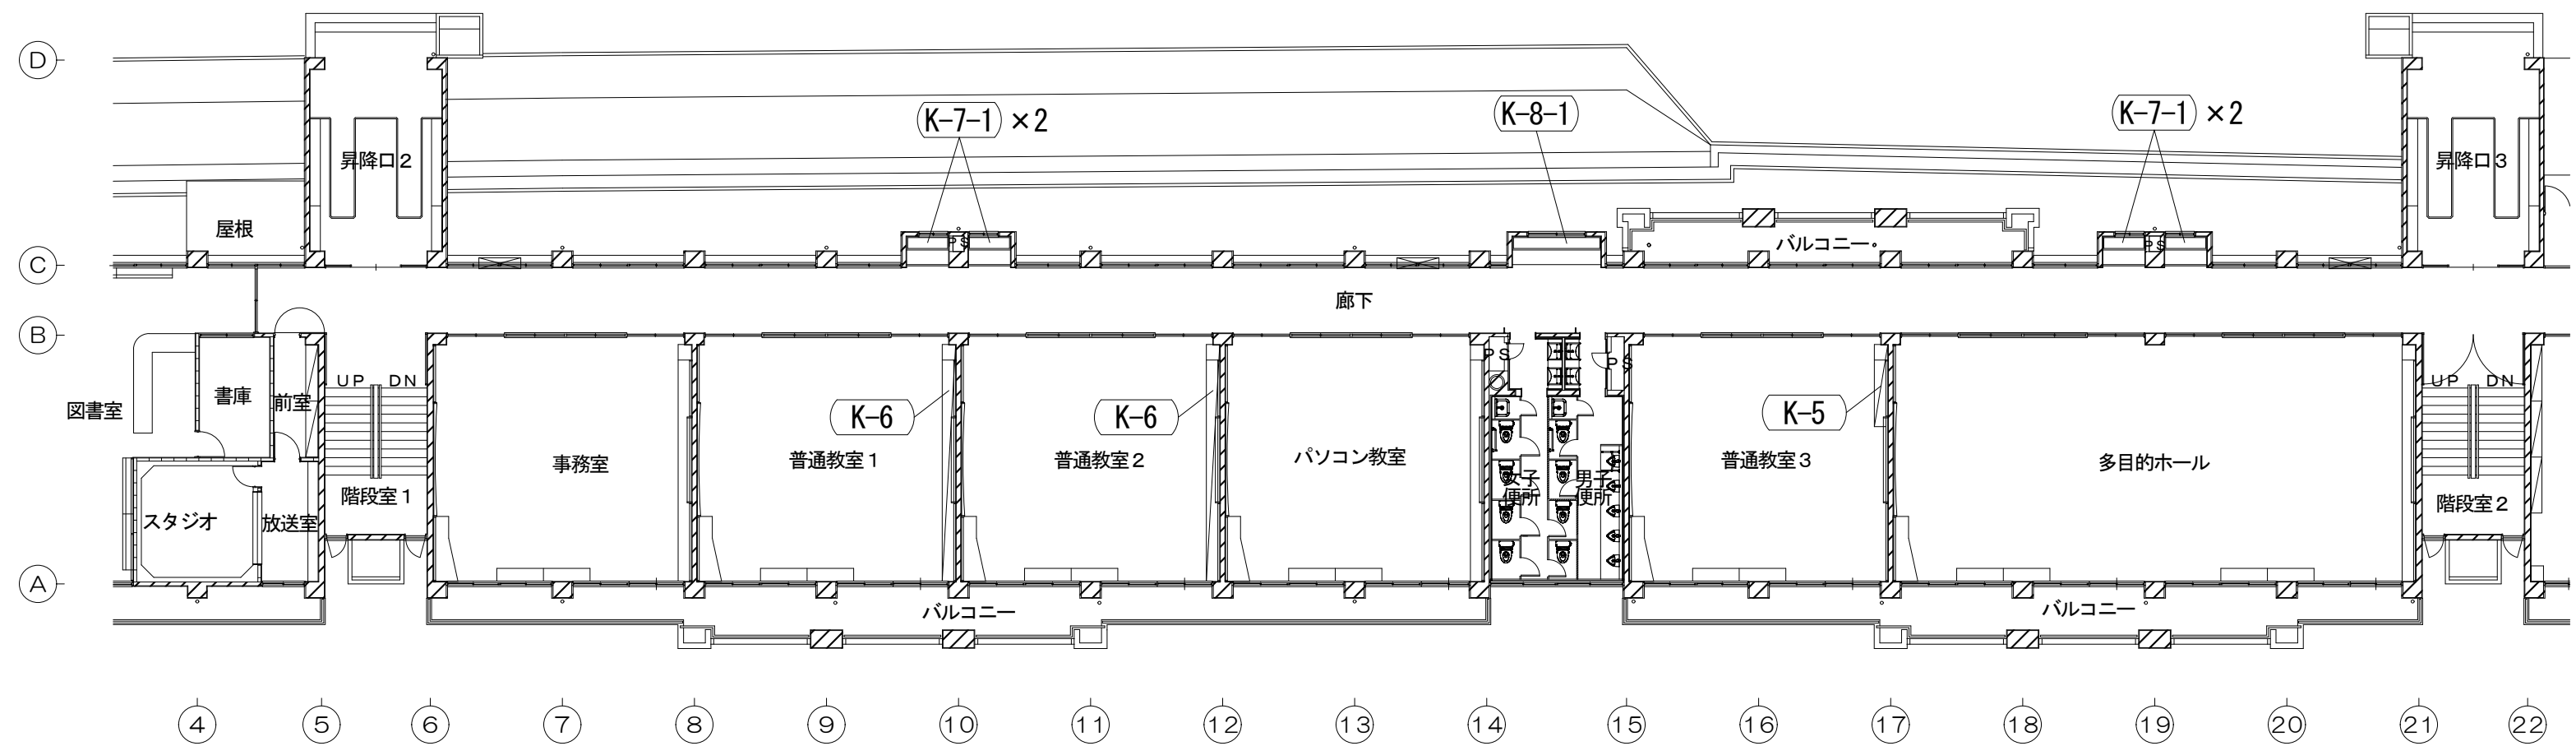 D
K-7-1 ×2
K-8-1
K-7-1 ×2
昇降口2
昇降口3
屋根
PS
バルコニー
PS
C
廊下
B
PS
PS
UP DN
UP DN
書庫
前室
図書室
K-6
K-6
K-5
事務室
普通教室1
普通教室2
パソコン教室
女子
便所
男子
便所
普通教室3
多目的ホール
階段室1
階段室2
スタジオ
放送室
A
バルコニー
バルコニー
4 5 6 7 8 9 10 11 12 13 14 15 16 17 18 19 20 21 22